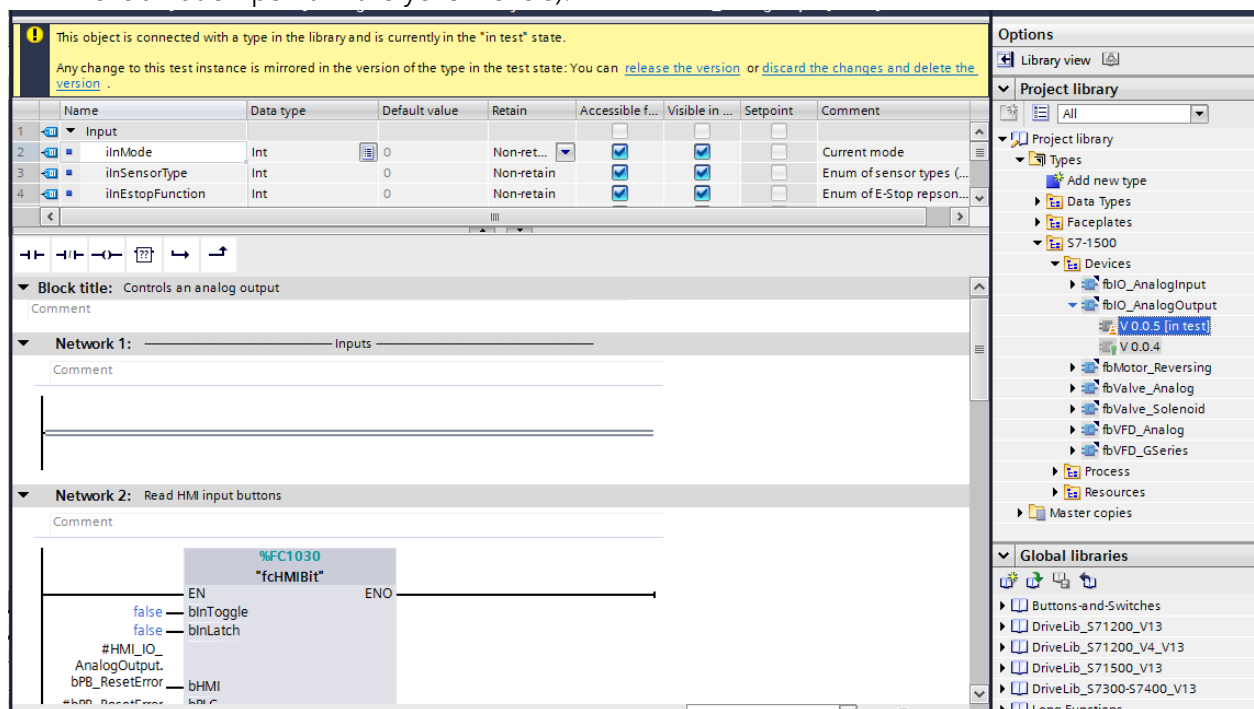 This object is connected with a type in the library and is currently in the "in test" state.
Any change to this test instance is mirrored in the version of the type in the test state: You can release the version or discard the changes and delete the
version .
Name Data type Default value Retain Accessible f... Visible in ... Setpoint Comment
1 Input
2 iInMode Int 0 Non-ret... Current mode
3 iInSensorType Int 0 Non-retain Enum of sensor types (...
4 iInEstopFunction Int 0 Non-retain Enum of E-Stop repson...
??
Block title: Controls an analog output
Comment
Network 1: Inputs
Comment
Network 2: Read HMI input buttons
Comment
%FC1030
"fcHMIBit"
EN ENO
false bInToggle
false bInLatch
#HMI_IO_
AnalogOutput.
bPB_ResetError bHMI
Options
Library view
Project library
All
Project library
Types
Add new type
Data Types
Faceplates
S7-1500
Devices
fbIO_AnalogInput
fbIO_AnalogOutput
V 0.0.5 [in test]
V 0.0.4
fbMotor_Reversing
fbValve_Analog
fbValve_Solenoid
fbVFD_Analog
fbVFD_GSeries
Process
Resources
Master copies
Global libraries
Buttons-and-Switches
DriveLib_S71200_V13
DriveLib_S71200_V4_V13
DriveLib_S71500_V13
DriveLib_S7300-S7400_V13